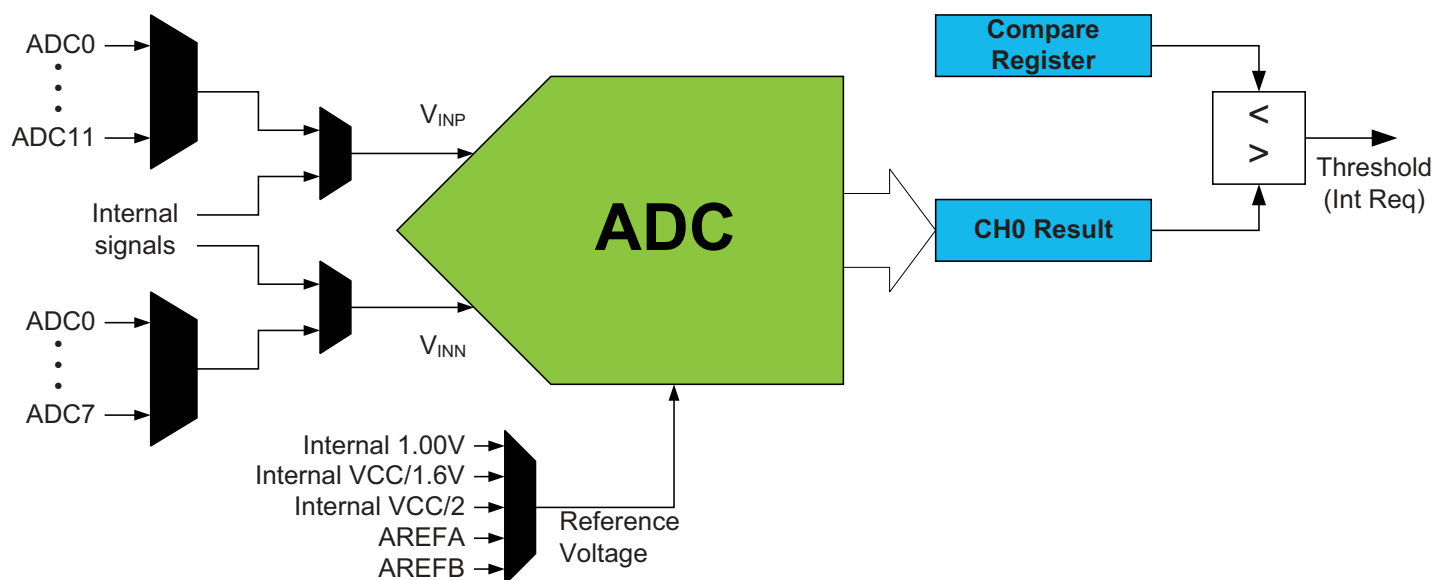 ADC0
ADC11
Internal
signals
ADC0
ADC7
V_INP
V_INN
ADC
Internal 1.00V
Internal VCC/1.6V
Internal VCC/2
AREFA
AREFB
Reference
Voltage
Compare
Register
CH0 Result
<
>
Threshold
(Int Req)